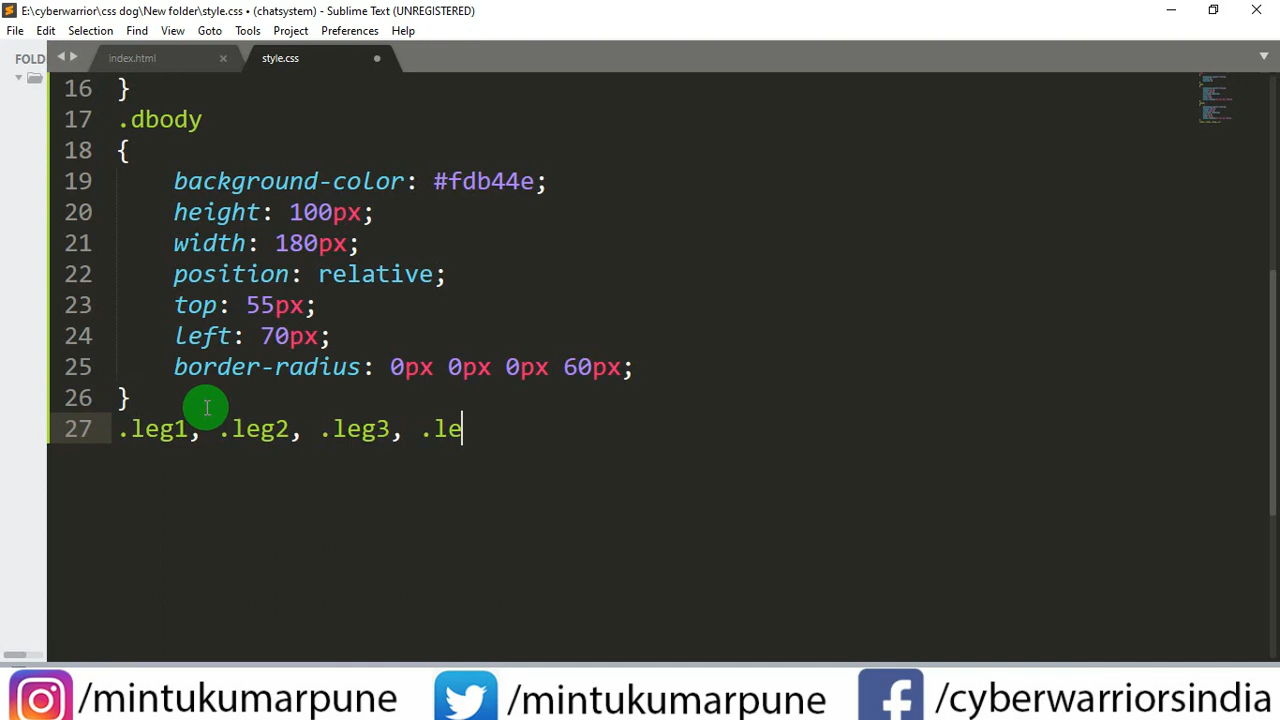 E:\cyberwarrior\css dog\New folder\style.css • (chatsystem) - Sublime Text (UNREGISTERED)
File Edit Selection Find View Goto Tools Project Preferences Help
FOLD index.html style.css
16 }
17 .dbody
18 {
19 background-color: #fdb44e;
20 height: 100px;
21 width: 180px;
22 position: relative;
23 top: 55px;
24 left: 70px;
25 border-radius: 0px 0px 0px 60px;
26 }
27 .leg1, .leg2, .leg3, .le
/mintukumarpune /mintukumarpune /cyberwarriorsindia